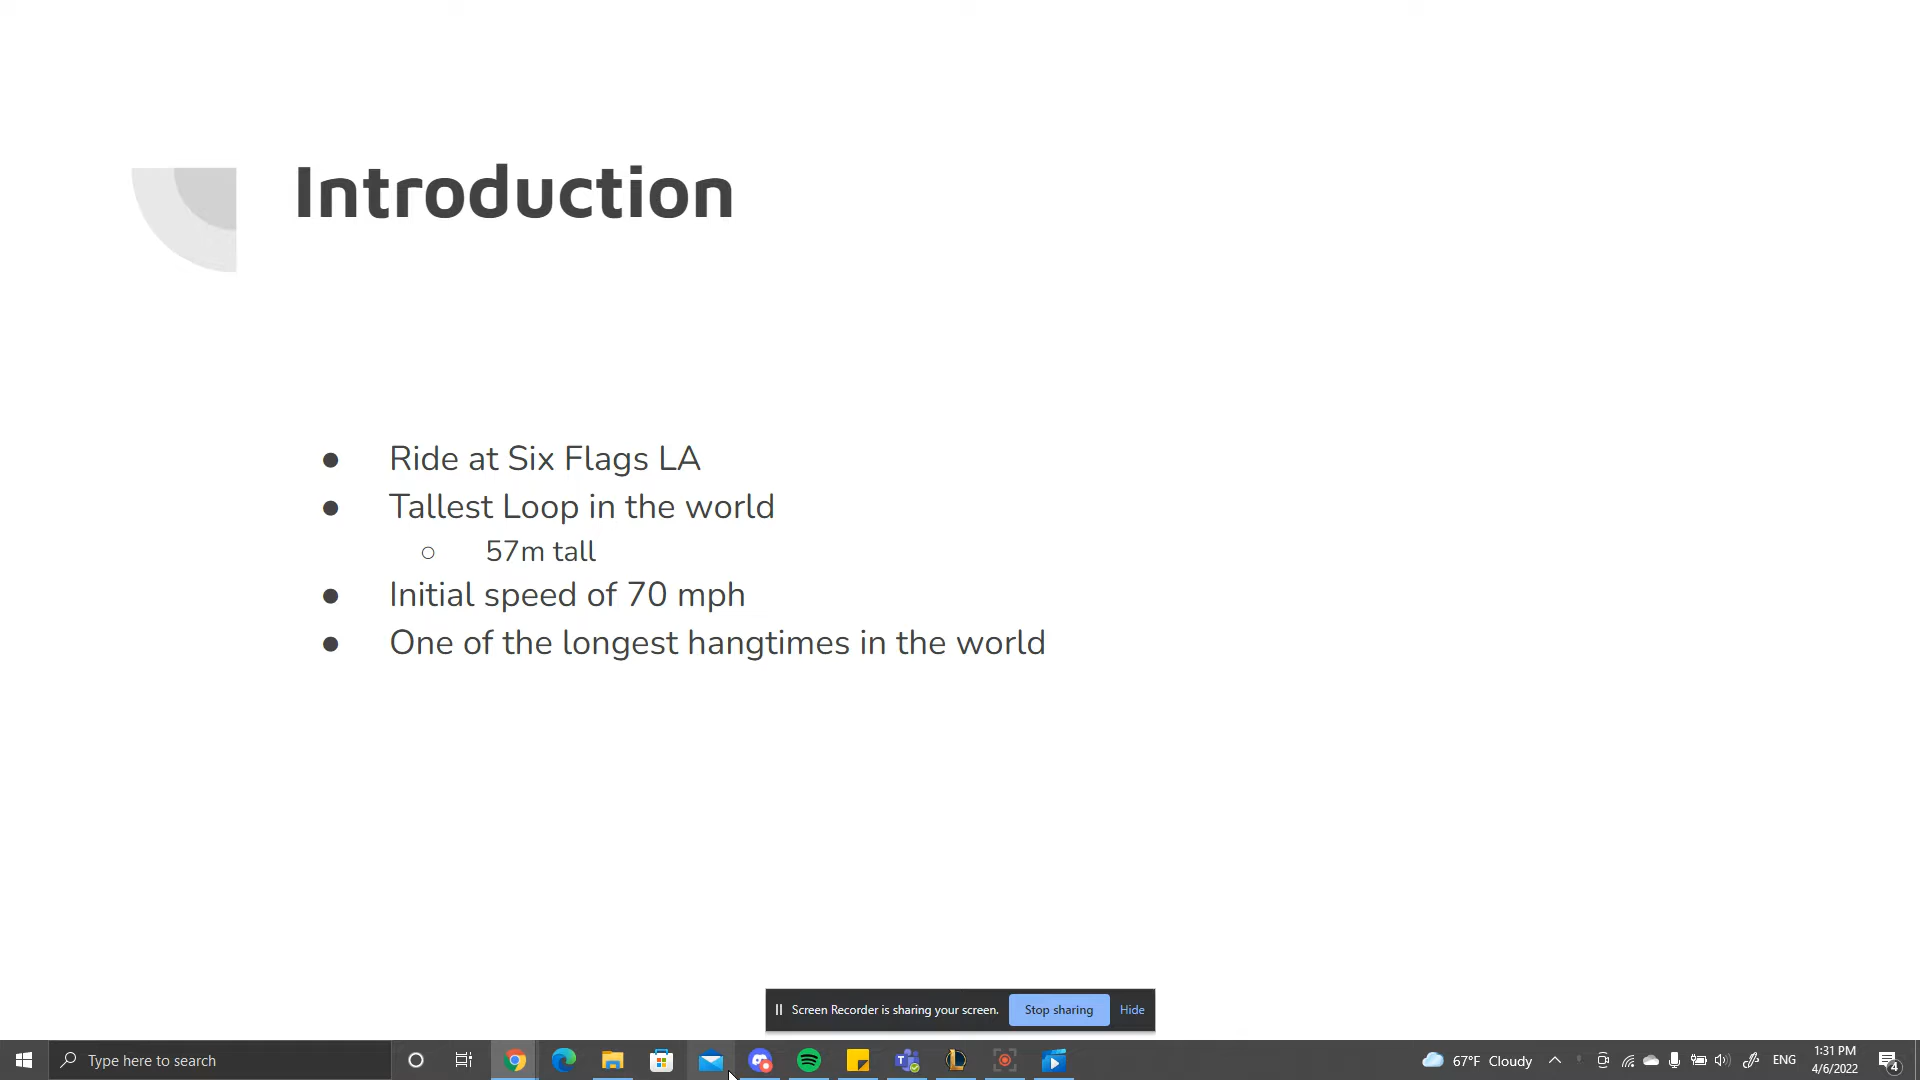 Introduction
● Ride at Six Flags LA
● Tallest Loop in the world
○ 57m tall
● Initial speed of 70 mph
● One of the longest hangtimes in the world
Screen Recorder is sharing your screen. Stop sharing Hide
Type here to search
67°F Cloudy
ENG
1:31 PM
4/6/2022
4